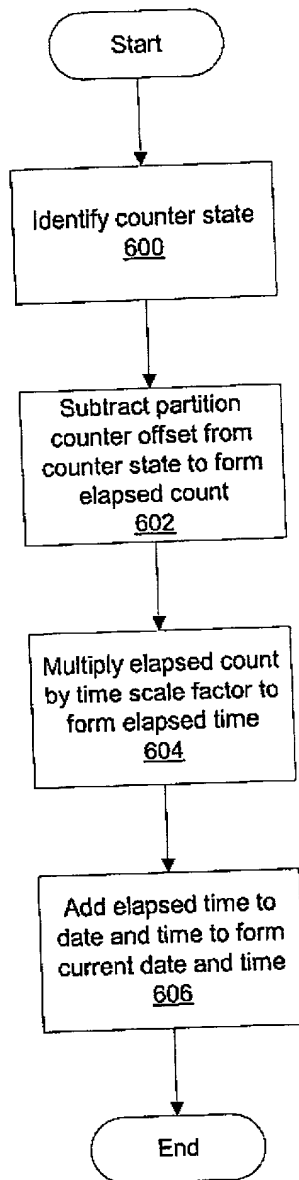 Start
Identify counter state
600
Subtract partition
counter offset from
counter state to form
elapsed count
602
Multiply elapsed count
by time scale factor to
form elapsed time
604
Add elapsed time to
date and time to form
current date and time
606
End